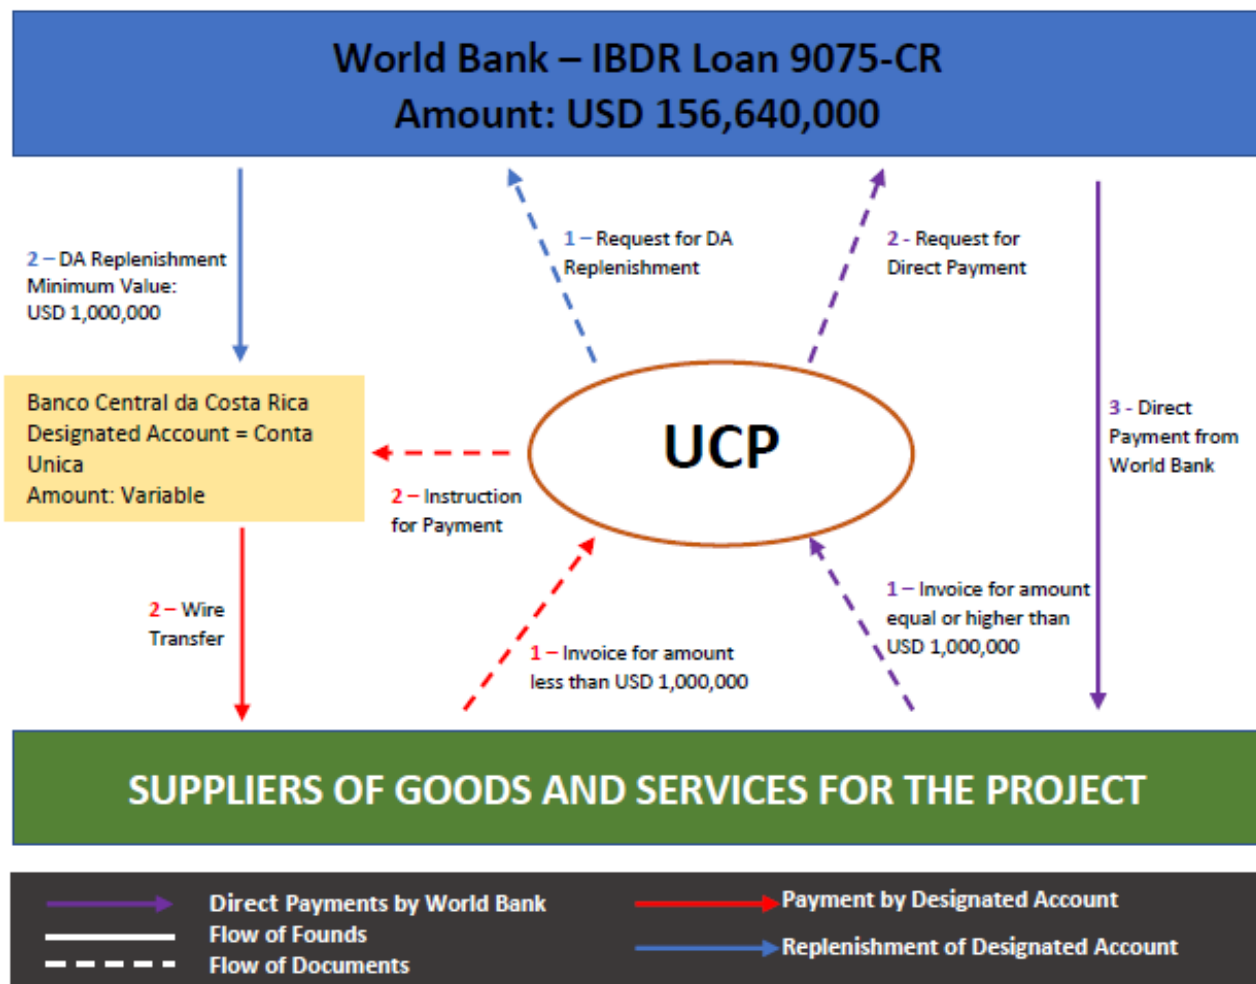 World Bank – IBDR Loan 9075-CR
Amount: USD 156,640,000
2 – DA Replenishment
Minimum Value:
USD 1,000,000
1 – Request for DA
Replenishment
2 - Request for
Direct Payment
Banco Central da Costa Rica
Designated Account = Conta
Unica
Amount: Variable
UCP
3 - Direct
Payment from
World Bank
2 – Instruction
for Payment
2 – Wire
Transfer
1 – Invoice for amount
less than USD 1,000,000
1 – Invoice for amount
equal or higher than
USD 1,000,000
SUPPLIERS OF GOODS AND SERVICES FOR THE PROJECT
Direct Payments by World Bank
Flow of Founds
Flow of Documents
Payment by Designated Account
Replenishment of Designated Account